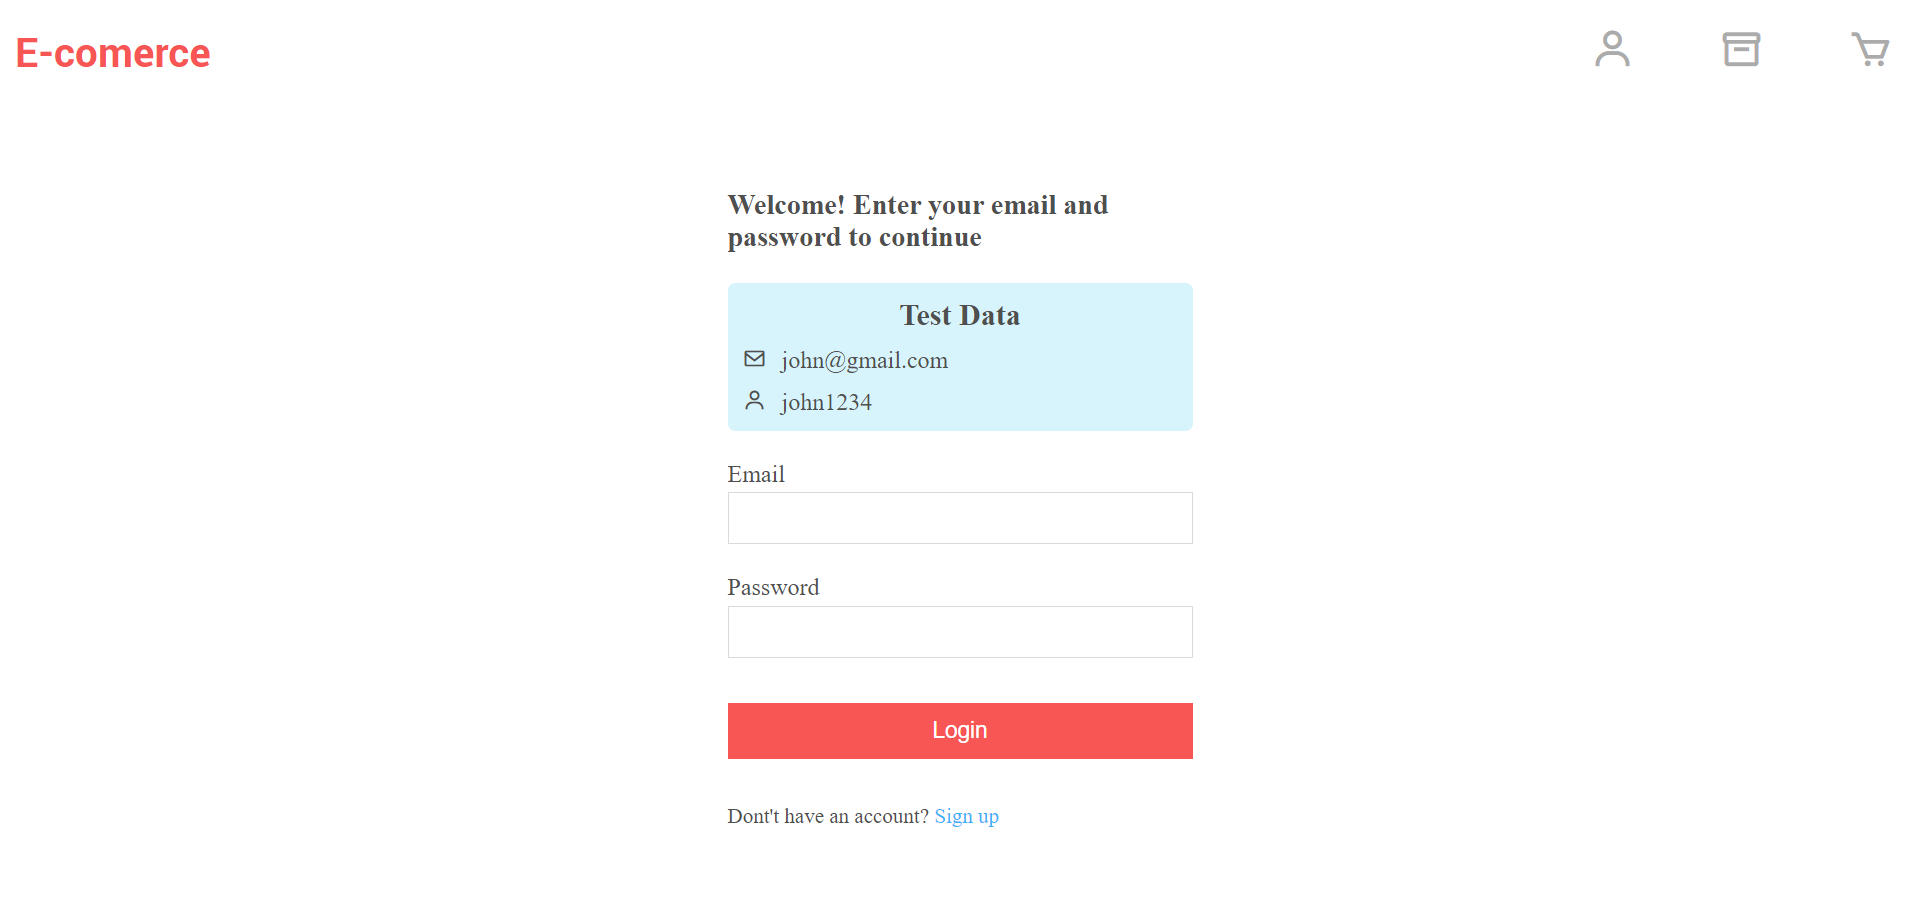 E-comerce
Welcome! Enter your email and
password to continue
Test Data
john@gmail.com
john1234
Email
Password
Login
Dont't have an account? Sign up